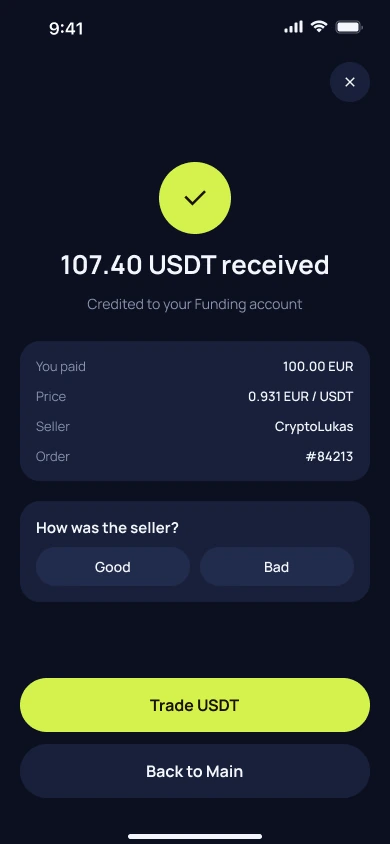 9:41
107.40 USDT received
Credited to your Funding account
You paid 100.00 EUR
Price 0.931 EUR / USDT
Seller CryptoLukas
Order #84213
How was the seller?
Good Bad
Trade USDT
Back to Main